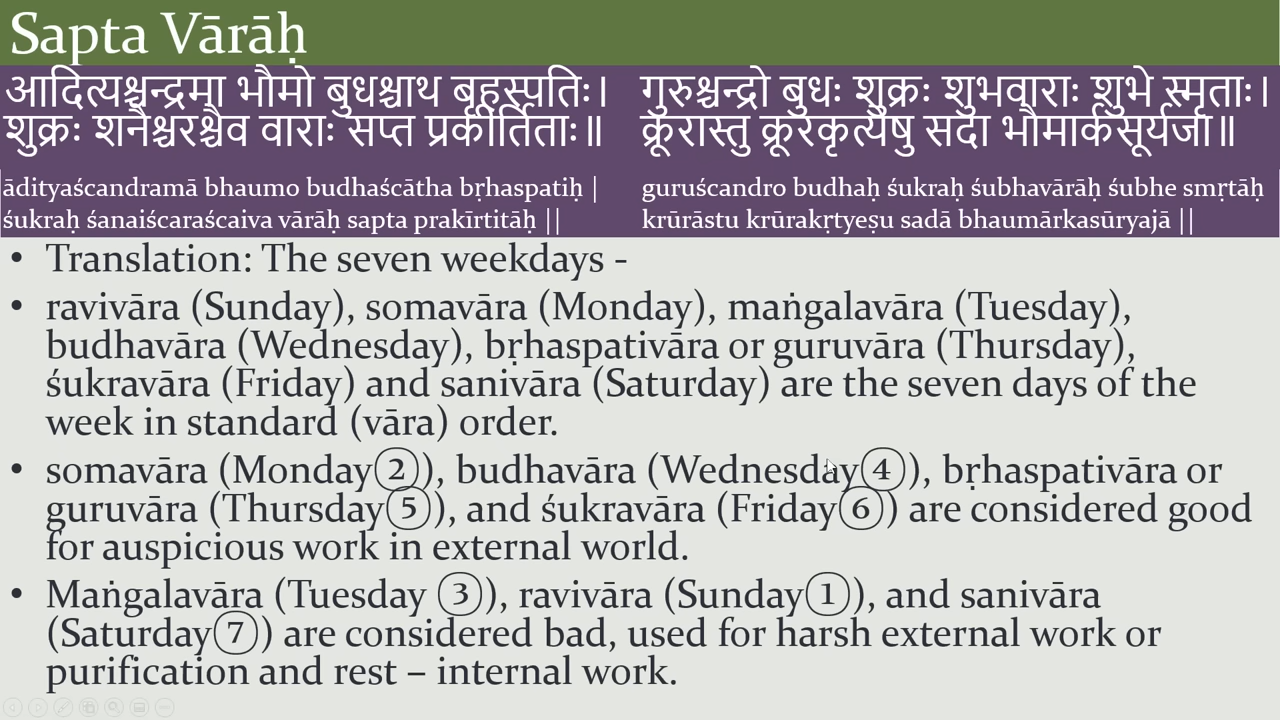 Sapta Vārāḥ
आदित्यश्चन्द्रमा भौमो बुधश्चाथ बृहस्पतिः।
शुक्रः शनैश्चरश्चैव वाराः सप्त प्रकीर्तिताः॥
ādityaścandramā bhaumo budhaścātha bṛhaspatiḥ |
śukraḥ śanaiścaraścaiva vārāḥ sapta prakīrtitāḥ ||
गुरुश्चन्द्रो बुधः शुक्रः शुभवाराः शुभे स्मृताः।
क्रूरास्तु क्रूरकृत्येषु सदा भौमार्कसूर्यजा॥
guruścandro budhaḥ śukraḥ śubhavārāḥ śubhe smṛtāḥ
krūrāstu krūrakṛtyeṣu sadā bhaumārkasūryajā ||
• Translation: The seven weekdays -
• ravivāra (Sunday), somavāra (Monday), maṅgalavāra (Tuesday),
budhavāra (Wednesday), bṛhaspativāra or guruvāra (Thursday),
śukravāra (Friday) and sanivāra (Saturday) are the seven days of the
week in standard (vāra) order.
• somavāra (Monday②), budhavāra (Wednesday④), bṛhaspativāra or
guruvāra (Thursday⑤), and śukravāra (Friday⑥) are considered good
for auspicious work in external world.
• Maṅgalavāra (Tuesday ③), ravivāra (Sunday①), and sanivāra
(Saturday⑦) are considered bad, used for harsh external work or
purification and rest – internal work.